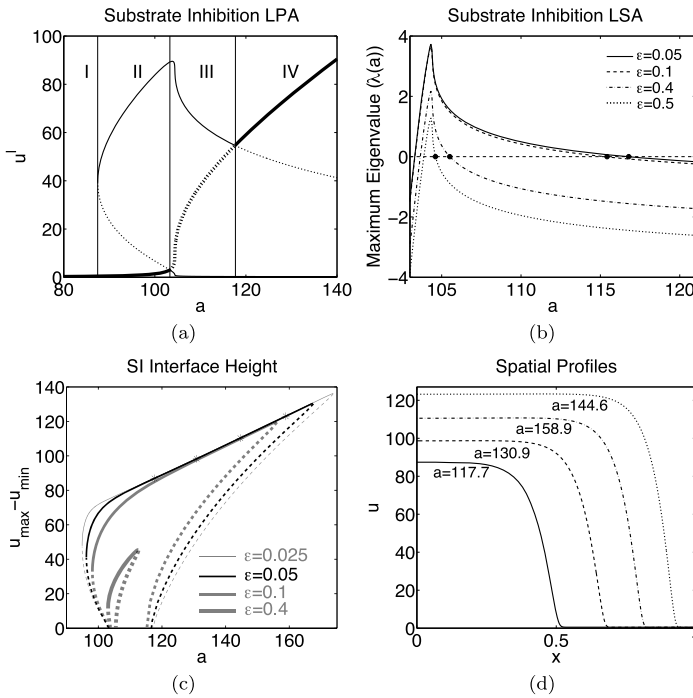 Substrate Inhibition LPA
100
80
60
40
20
0
u^l
I
II
III
IV
80
100
120
140
a
(a)
Substrate Inhibition LSA
4
2
0
−2
−4
Maximum Eigenvalue (λ(a))
ε=0.05
ε=0.1
ε=0.4
ε=0.5
105
110
115
120
a
(b)
SI Interface Height
140
120
100
80
60
40
20
0
u_max−u_min
ε=0.025
ε=0.05
ε=0.1
ε=0.4
100
120
140
160
a
(c)
Spatial Profiles
120
100
80
60
40
20
0
u
a=144.6
a=158.9
a=130.9
a=117.7
0
0.5
1
x
(d)